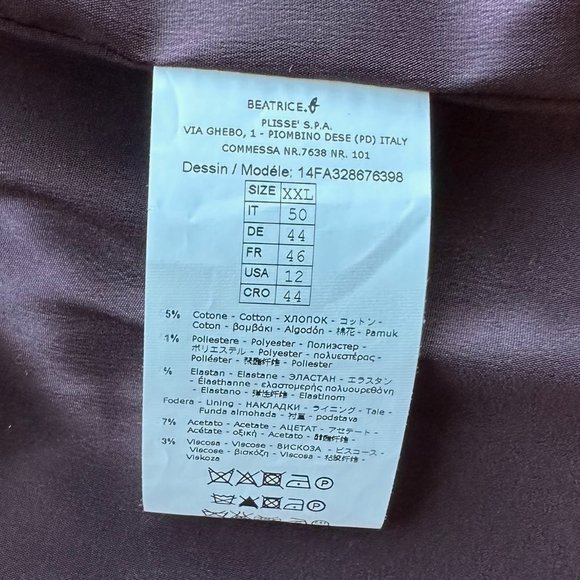 BEATRICE.b
PLISSE' S.P.A.
VIA GHEBO, 1 - PIOMBINO DESE (PD) ITALY
COMMESSA NR.7638 NR. 101
Dessin / Modéle: 14FA328676398
SIZE XXL
IT 50
DE 44
FR 46
USA 12
CRO 44
5% Cotone - Cotton - ХЛОПОК - コットン -
Coton - βαμβάκι - Algodón - 棉花 - Pamuk
1% Poliestere - Polyester - Полиэстер -
ポリエステル - Polyester - πολυεστέρας -
Poliéster - 聚酯纤维 - Poliester
% Elastan - Elastane - ЭЛАСТАН - エラスタン
- Élasthanne - ελαστομερής πολυουρεθάνη
- Elastano - 弹性纤维 - Elastinom
Fodera - Lining - НАКЛАДКИ - ライニング - Tale -
Funda almohada - 衬里 - podstava
7% Acetato - Acetate - АЦЕТАТ - アセテート -
Acétate - οξική - Acetato - 醋酯纤维 - Acetat
3% Viscosa - Viscose - ВИСКОЗА - ビスコース -
Viscose - βισκόζη - Viscosa - 粘胶纤维 -
Viskoza
P
P